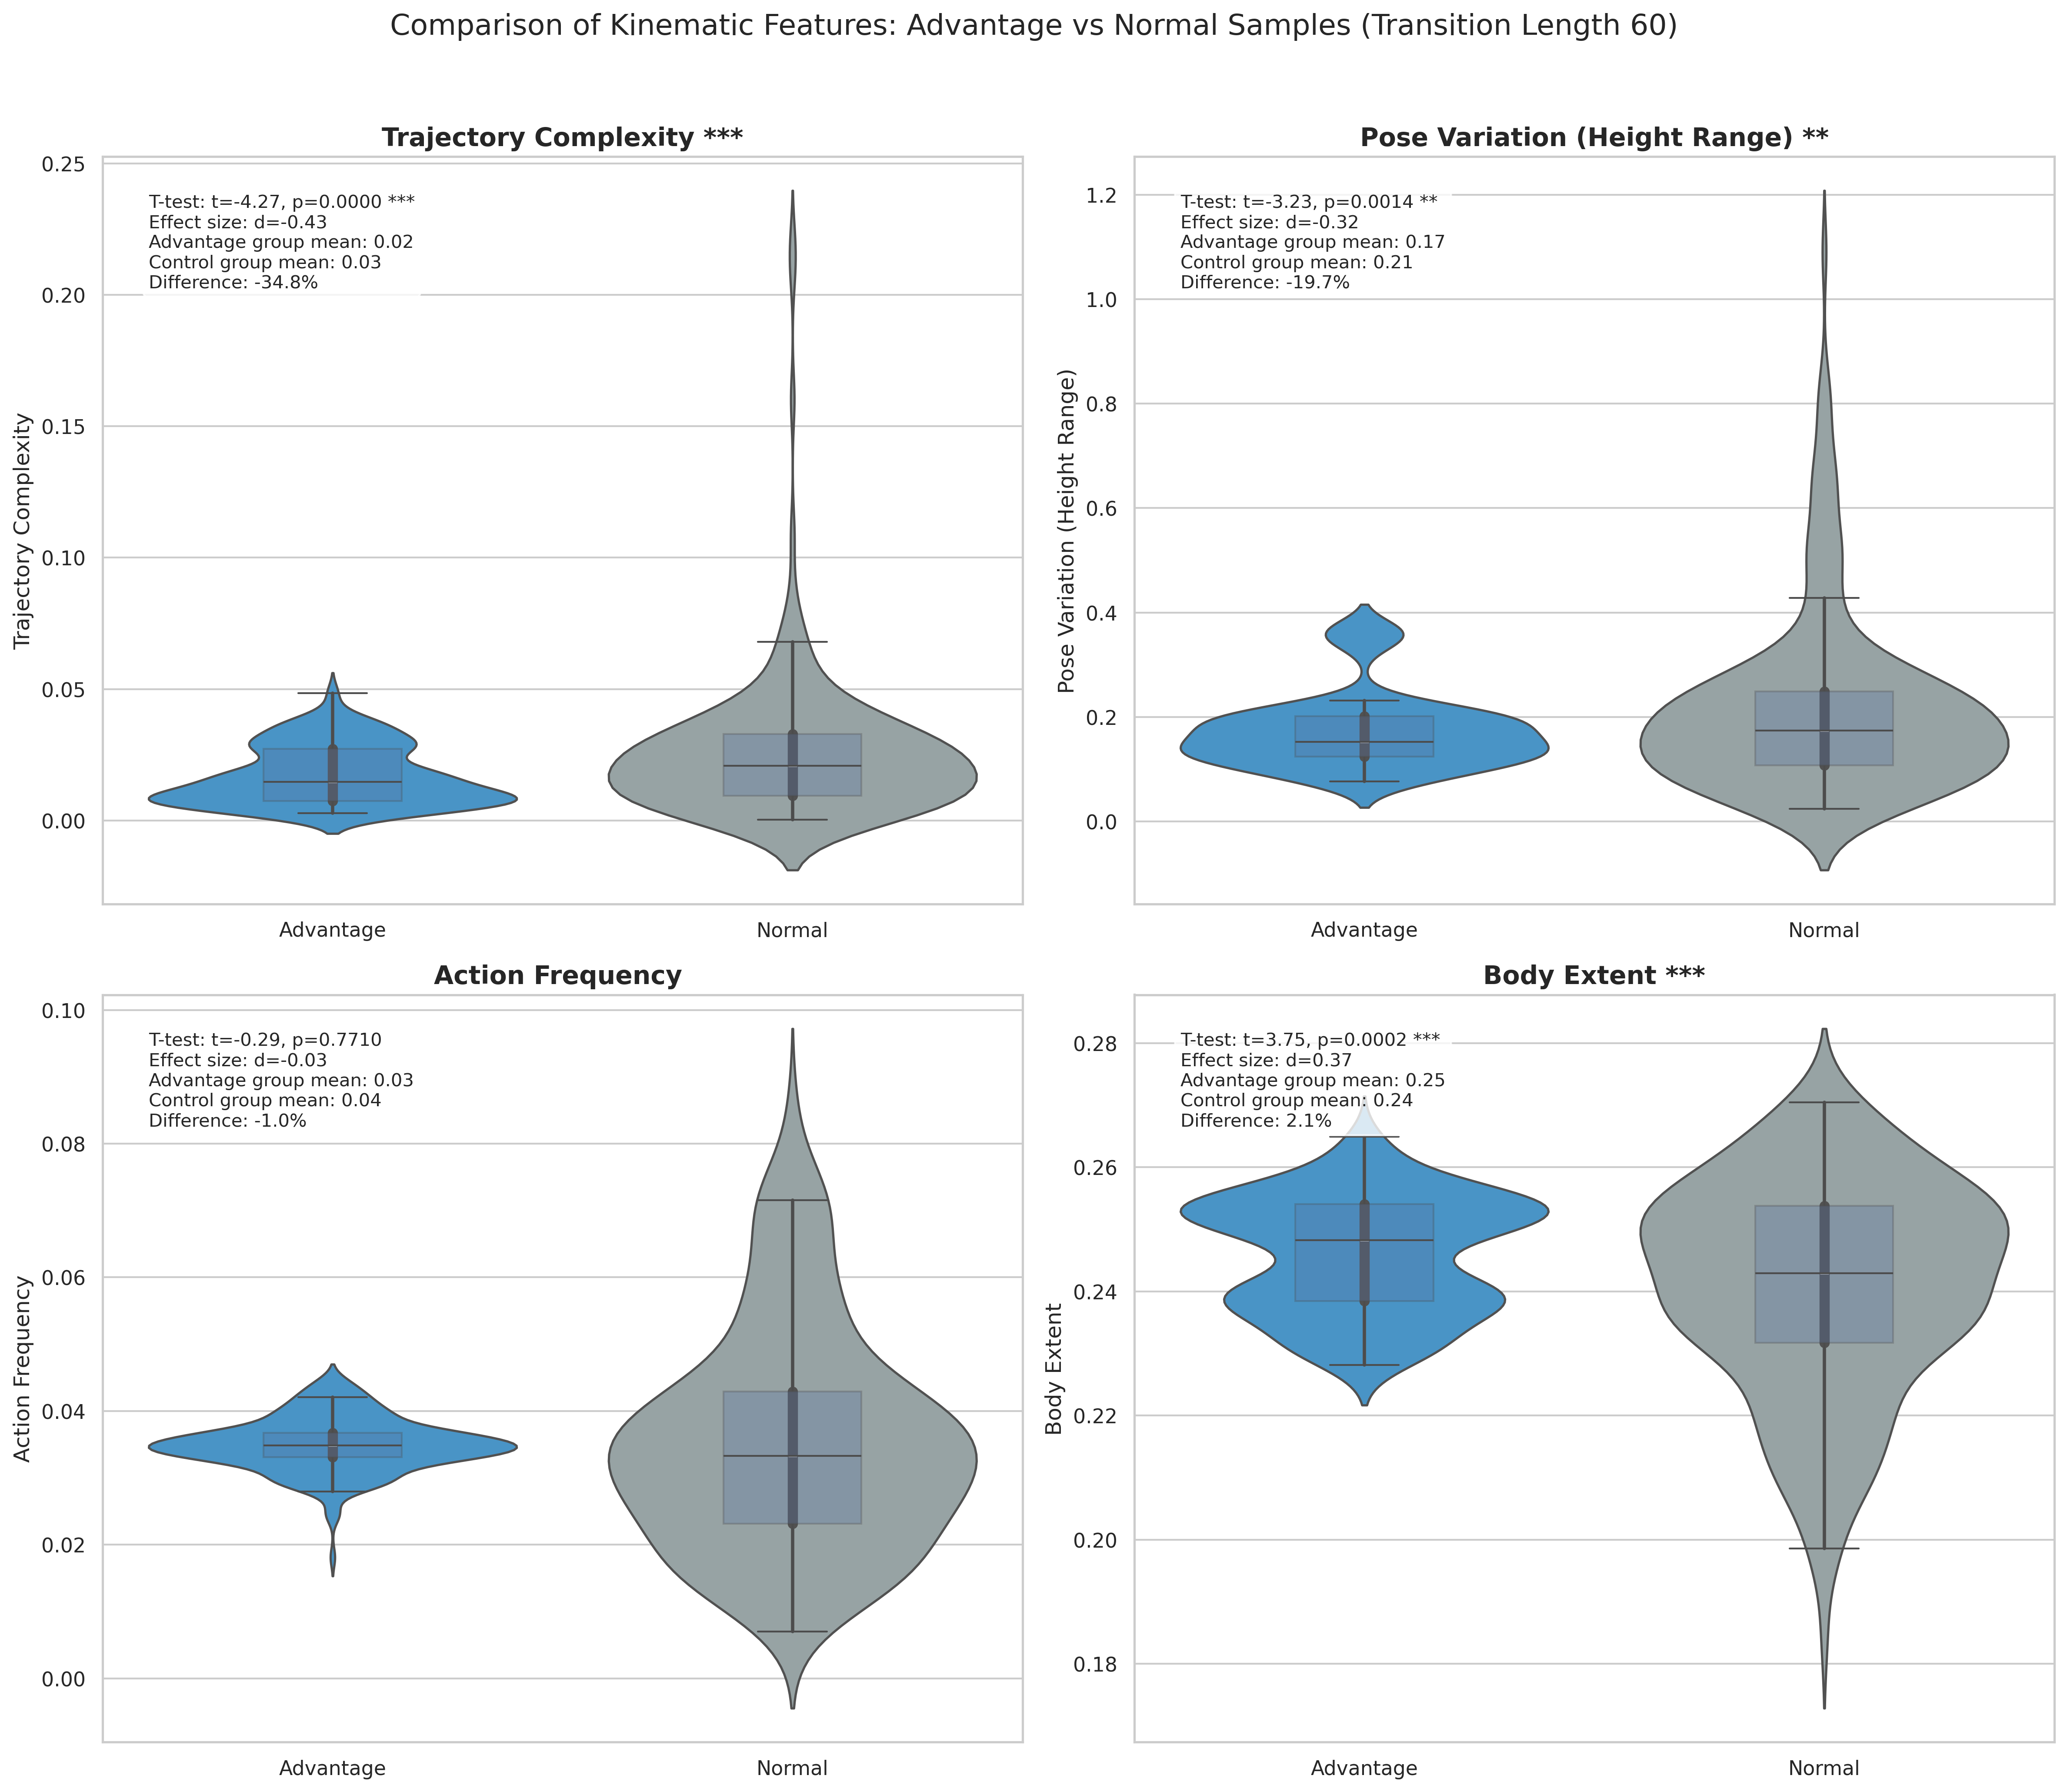 Comparison of Kinematic Features: Advantage vs Normal Samples (Transition Length 60)
Trajectory Complexity ***
T-test: t=-4.27, p=0.0000 ***
Effect size: d=-0.43
Advantage group mean: 0.02
Control group mean: 0.03
Difference: -34.8%
Trajectory Complexity
0.25
0.20
0.15
0.10
0.05
0.00
Advantage
Normal
Pose Variation (Height Range) **
T-test: t=-3.23, p=0.0014 **
Effect size: d=-0.32
Advantage group mean: 0.17
Control group mean: 0.21
Difference: -19.7%
Pose Variation (Height Range)
1.2
1.0
0.8
0.6
0.4
0.2
0.0
Advantage
Normal
Action Frequency
T-test: t=-0.29, p=0.7710
Effect size: d=-0.03
Advantage group mean: 0.03
Control group mean: 0.04
Difference: -1.0%
Action Frequency
0.10
0.08
0.06
0.04
0.02
0.00
Advantage
Normal
Body Extent ***
T-test: t=3.75, p=0.0002 ***
Effect size: d=0.37
Advantage group mean: 0.25
Control group mean: 0.24
Difference: 2.1%
Body Extent
0.28
0.26
0.24
0.22
0.20
0.18
Advantage
Normal